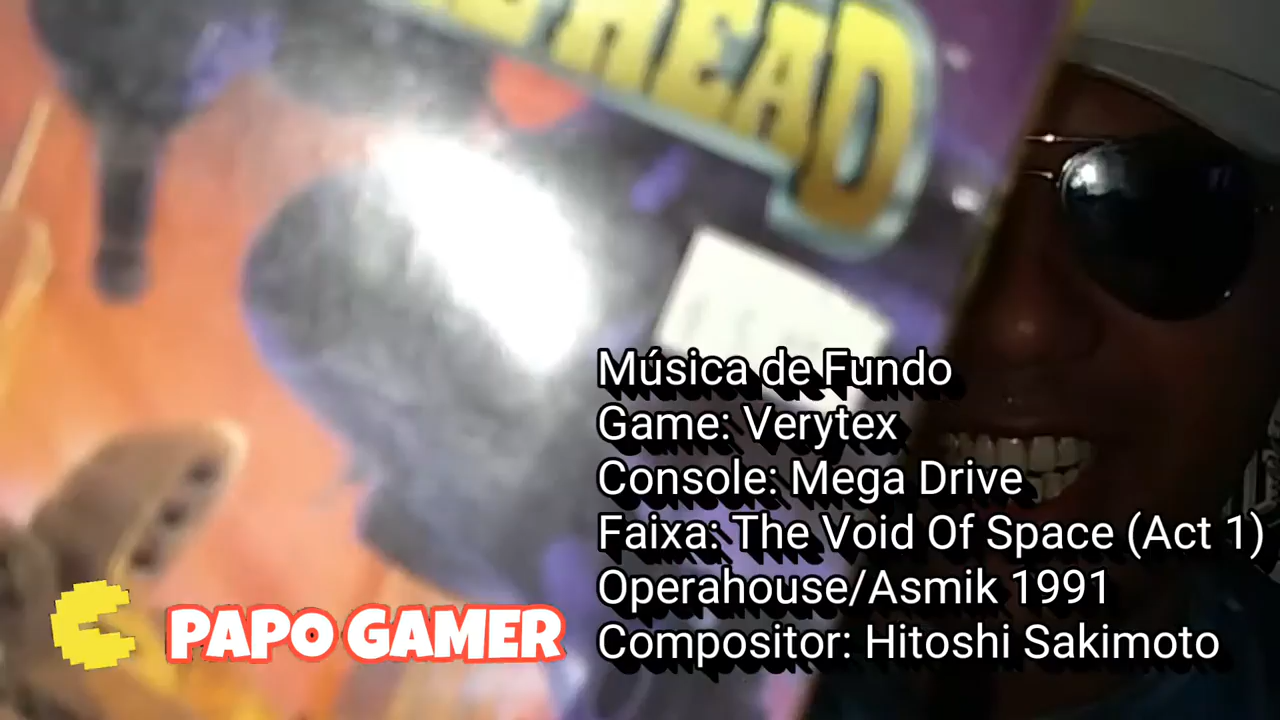 HEAD
Música de Fundo
Game: Verytex
Console: Mega Drive
Faixa: The Void Of Space (Act 1)
Operahouse/Asmik 1991
Compositor: Hitoshi Sakimoto
PAPO GAMER